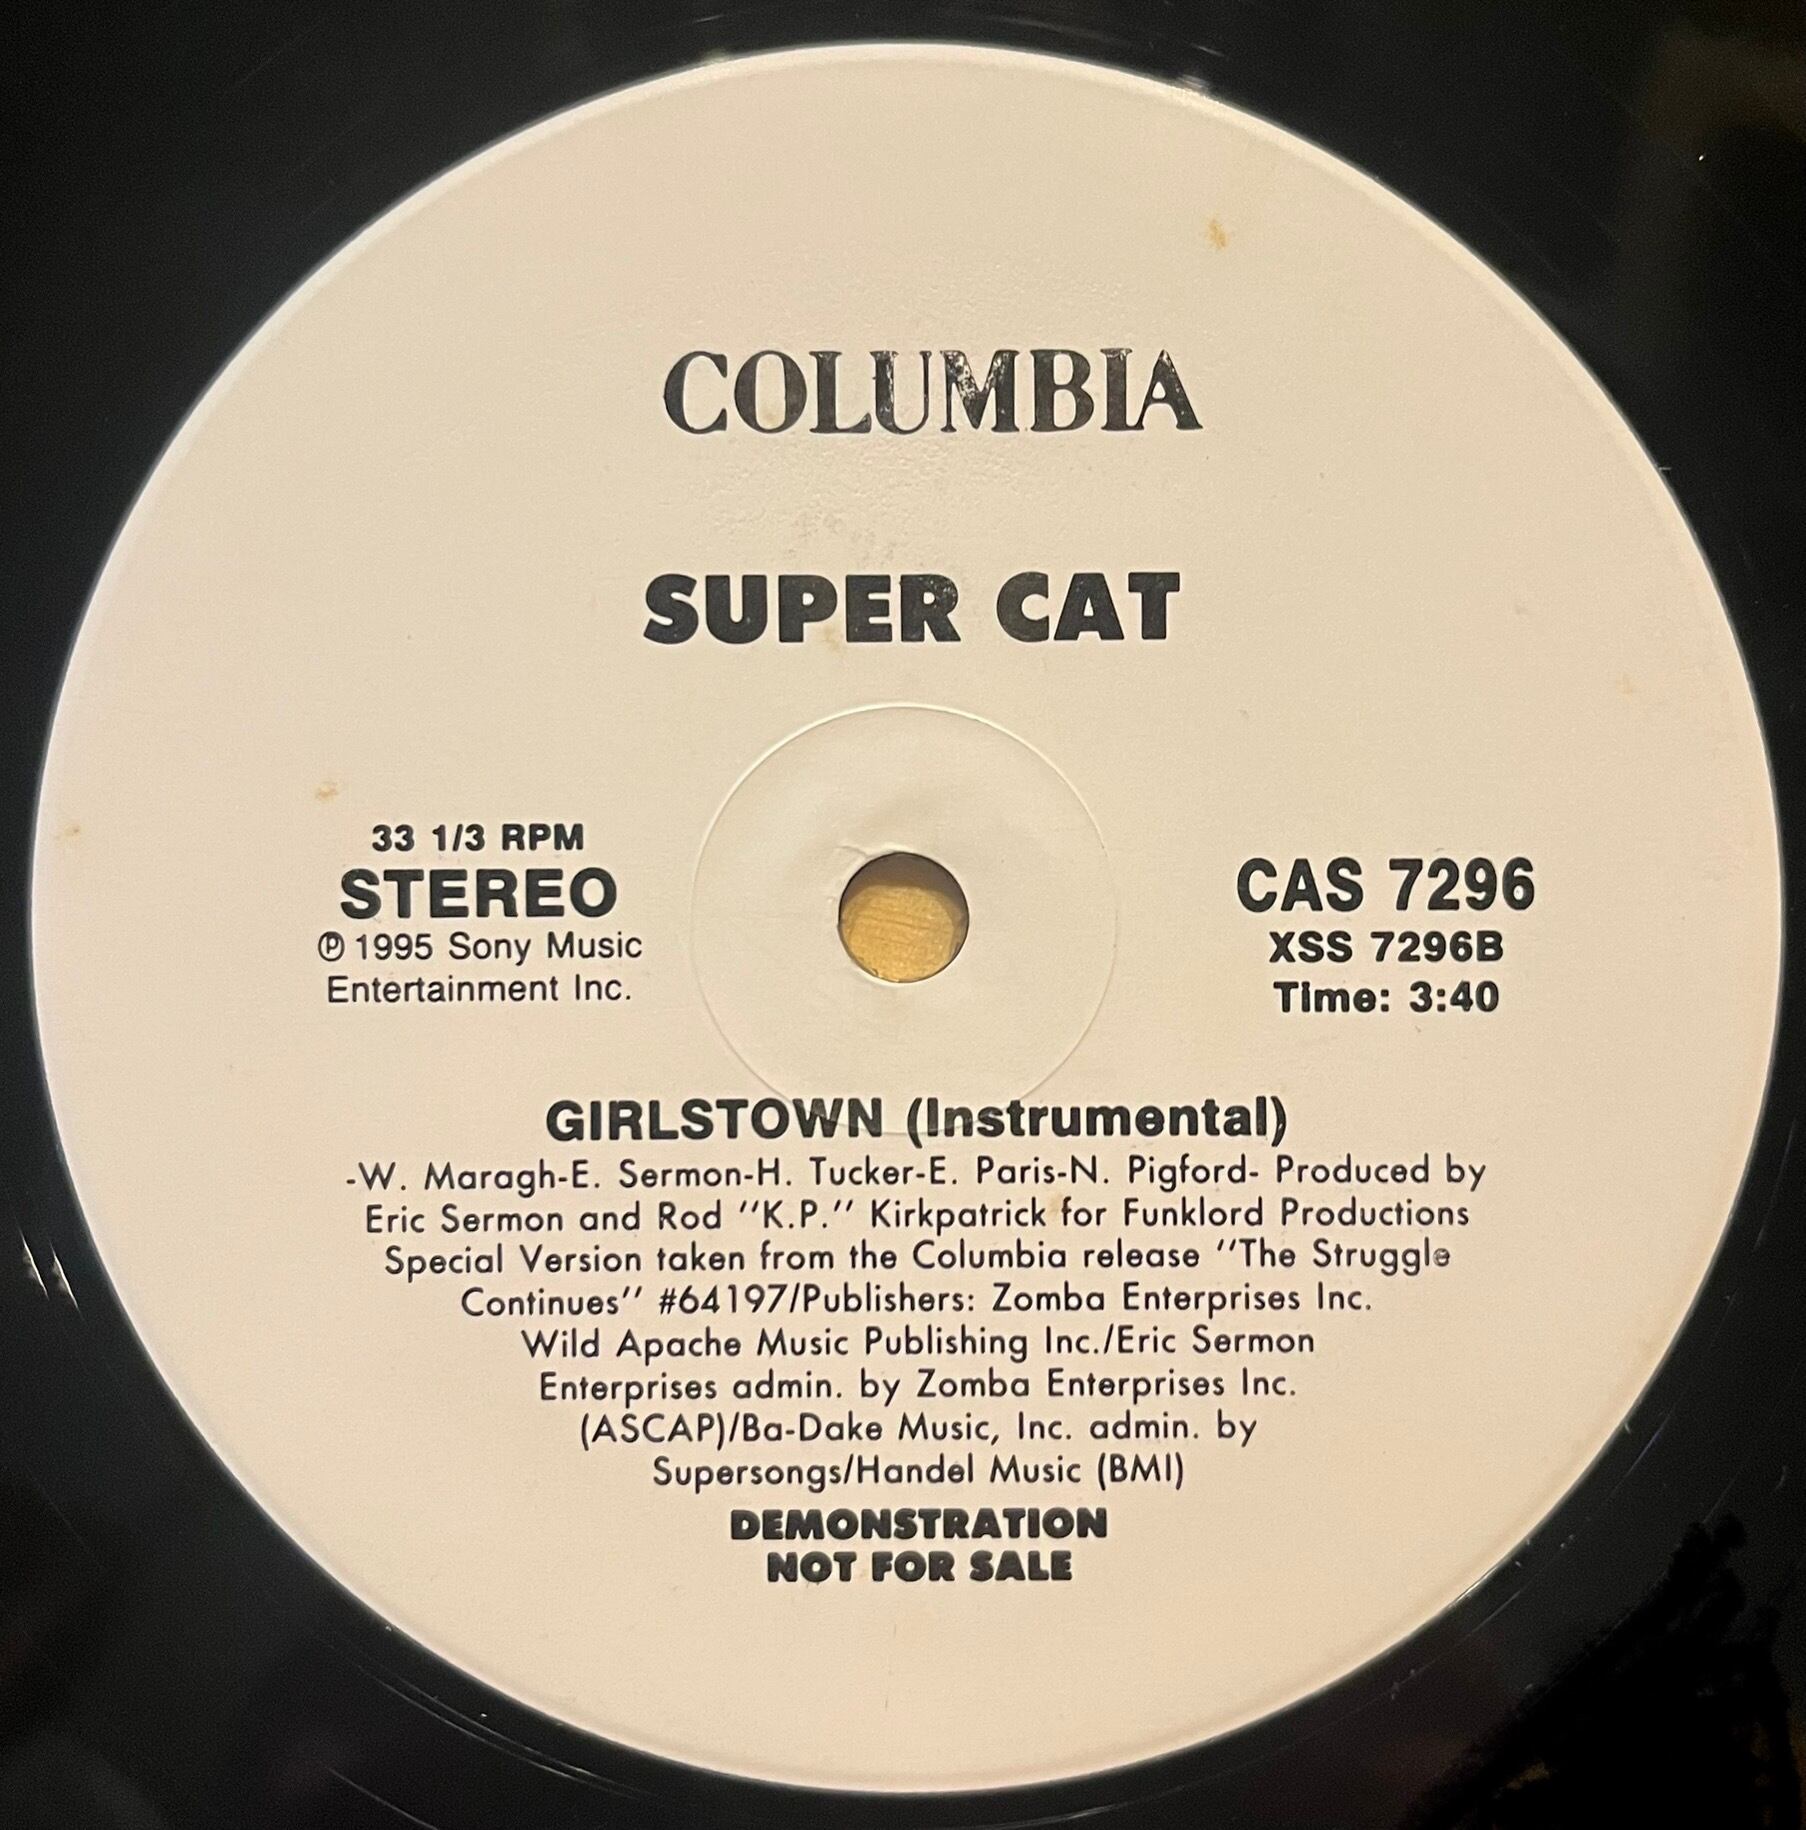 COLUMBIA
SUPER CAT
33 1/3 RPM
STEREO
℗ 1995 Sony Music
Entertainment Inc.
CAS 7296
XSS 7296B
Time: 3:40
GIRLSTOWN (Instrumental)
-W. Maragh-E. Sermon-H. Tucker-E. Paris-N. Pigford- Produced by
Eric Sermon and Rod "K.P." Kirkpatrick for Funklord Productions
Special Version taken from the Columbia release "The Struggle
Continues" #64197/Publishers: Zomba Enterprises Inc.
Wild Apache Music Publishing Inc./Eric Sermon
Enterprises admin. by Zomba Enterprises Inc.
(ASCAP)/Ba-Dake Music, Inc. admin. by
Supersongs/Handel Music (BMI)
DEMONSTRATION
NOT FOR SALE